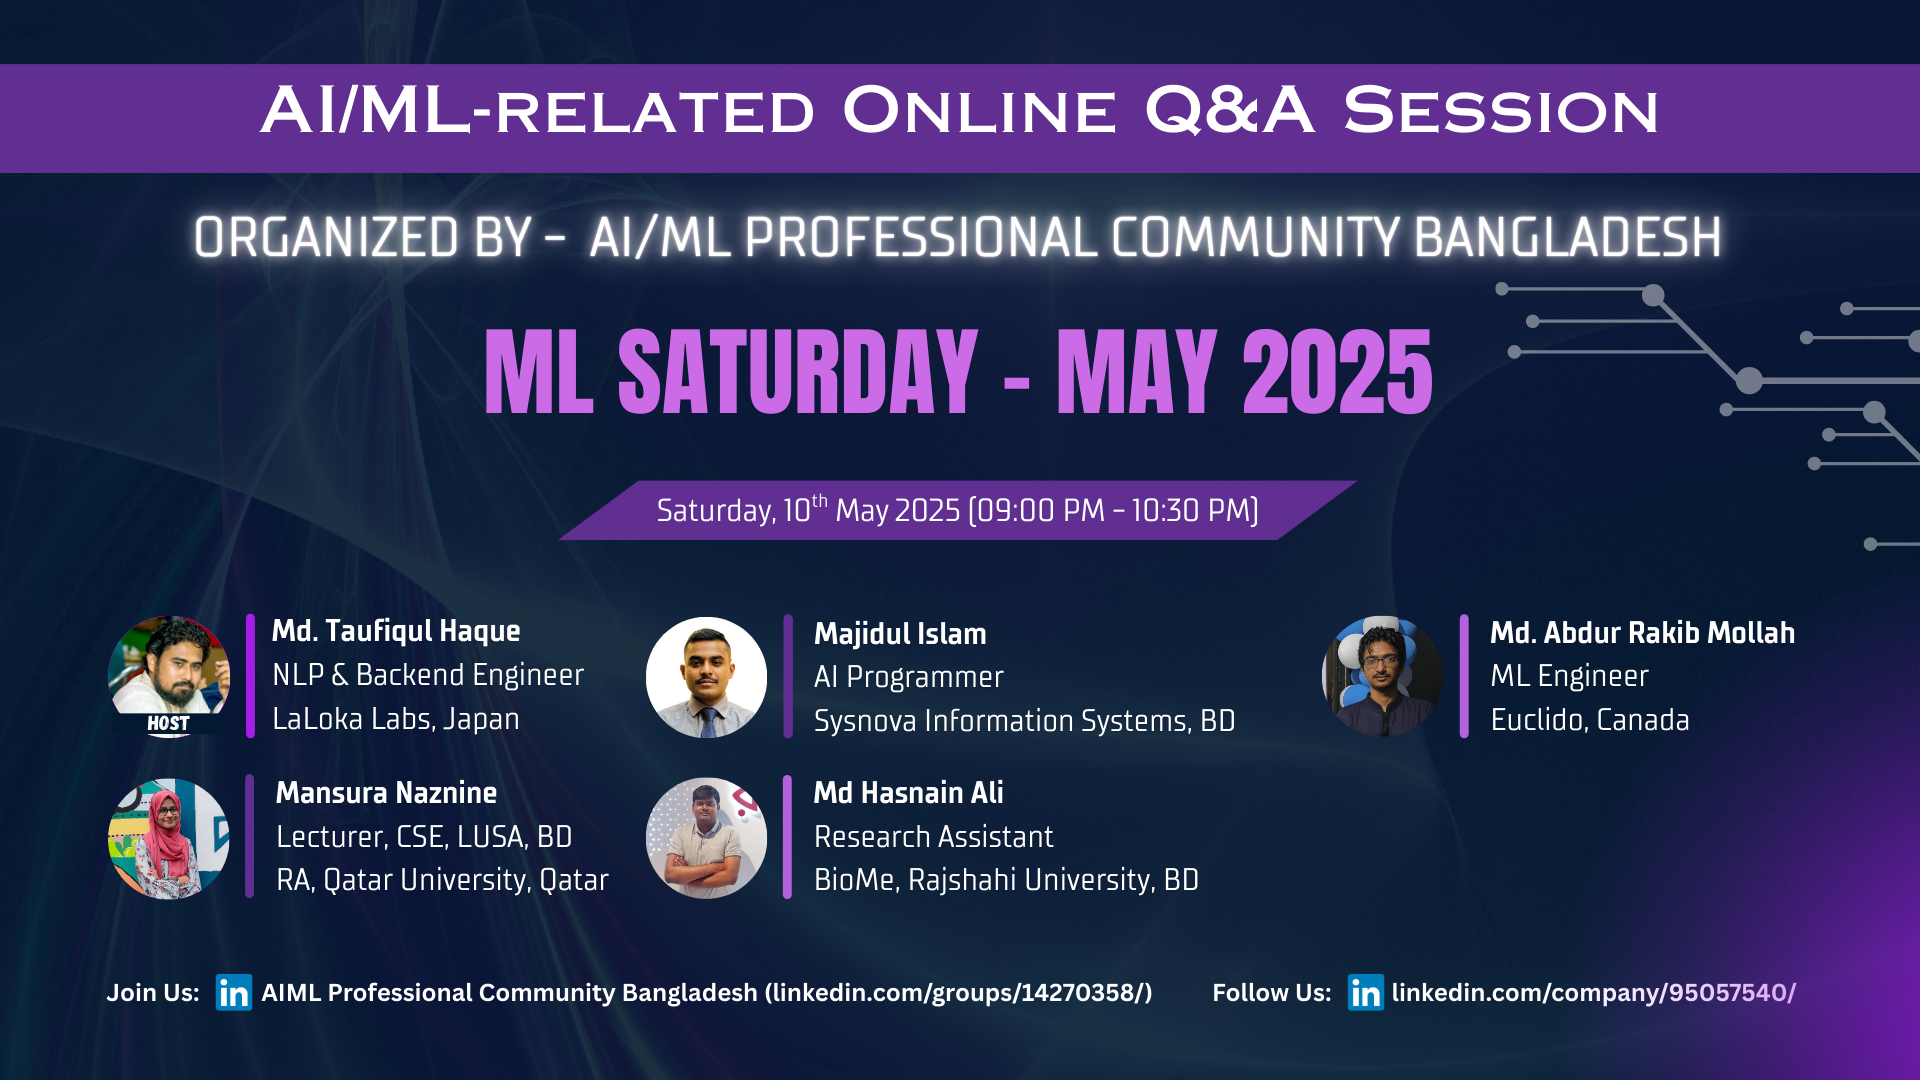 AI/ML-RELATED ONLINE Q&A SESSION
ORGANIZED BY - AI/ML PROFESSIONAL COMMUNITY BANGLADESH
ML SATURDAY - MAY 2025
Saturday, 10th May 2025 (09:00 PM - 10:30 PM)
HOST
Md. Taufiqul Haque
NLP & Backend Engineer
LaLoka Labs, Japan
Majidul Islam
AI Programmer
Sysnova Information Systems, BD
Md. Abdur Rakib Mollah
ML Engineer
Euclido, Canada
Mansura Naznine
Lecturer, CSE, LUSA, BD
RA, Qatar University, Qatar
Md Hasnain Ali
Research Assistant
BioMe, Rajshahi University, BD
Join Us: in AIML Professional Community Bangladesh (linkedin.com/groups/14270358/)
Follow Us: in linkedin.com/company/95057540/